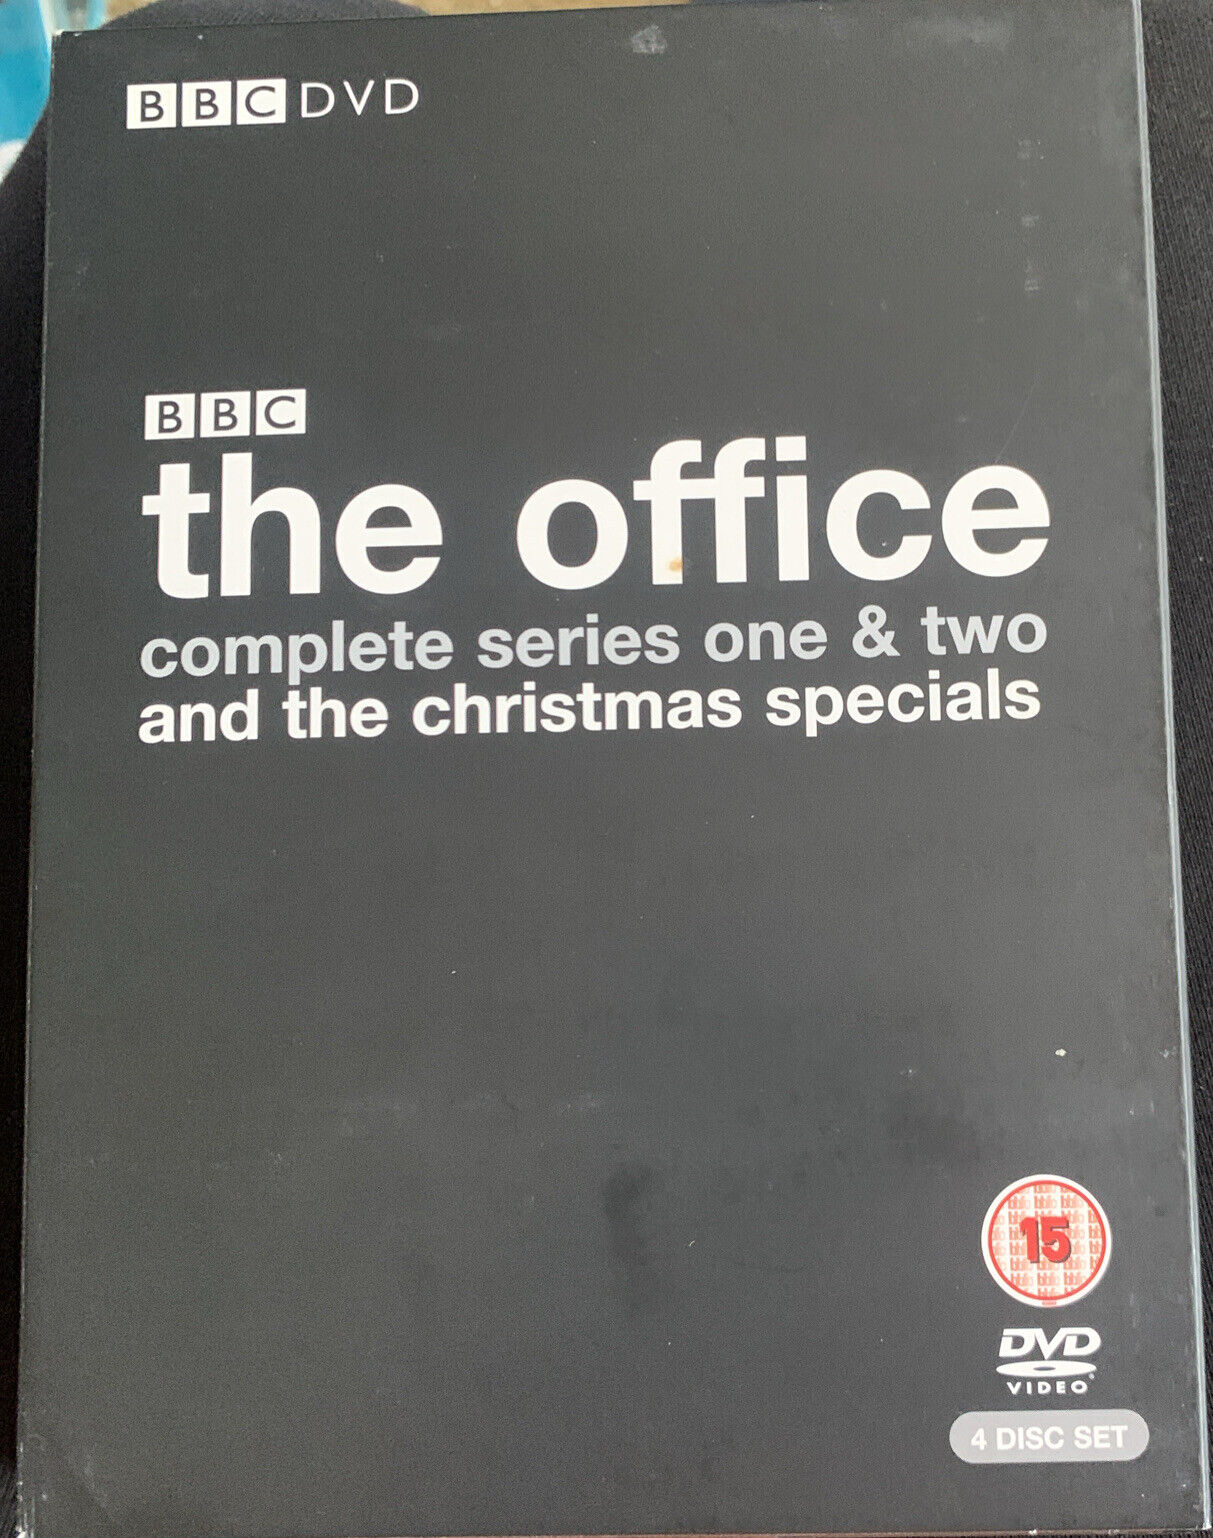 BBC DVD
BBC
the office
complete series one & two
and the christmas specials
15
DVD
VIDEO
4 DISC SET